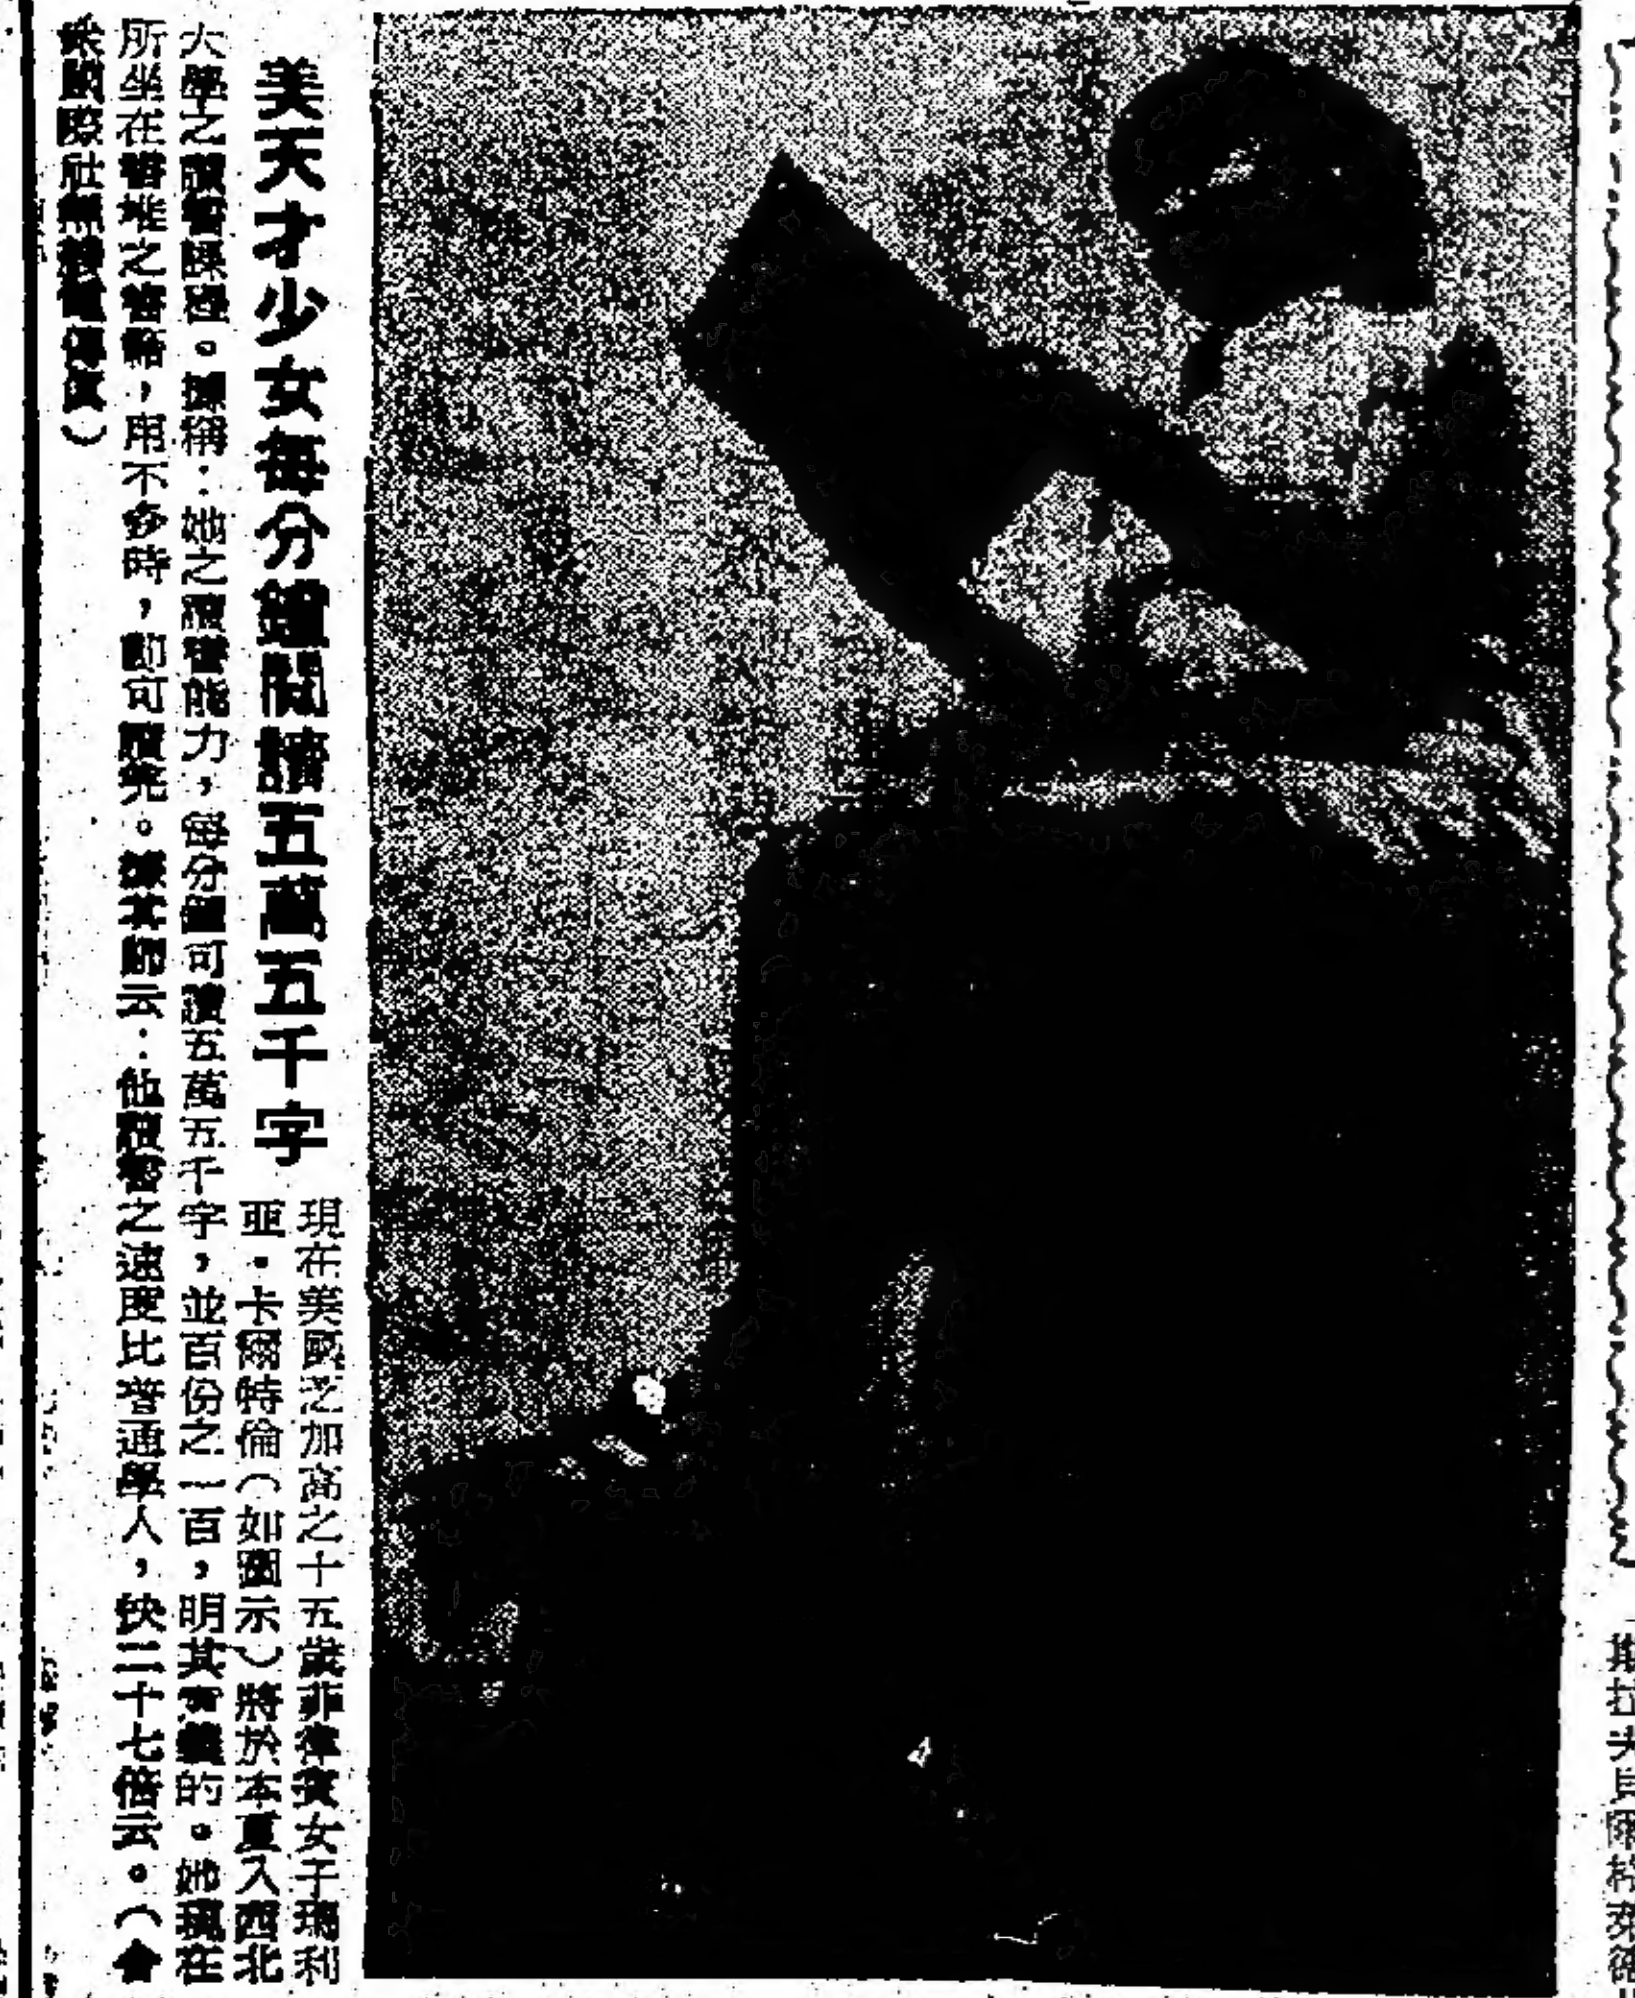 美天才少女每分鐘閱讀五萬五千字
現在美國芝加高之十五歲菲律賓女子瑪利
亞·卡爾特倫(如圖示)將於本夏入西北
大學之讀書課程。據稱:她之讀書能力,每分鐘可讀五萬五千字,並百份之一百,明其實義的。她現在
所坐在書堆之書籍,用不多時,即可讀完。據其師云:他讀書之速度比普通學人,快二十七倍云。(合
衆國際社無線電傳真)